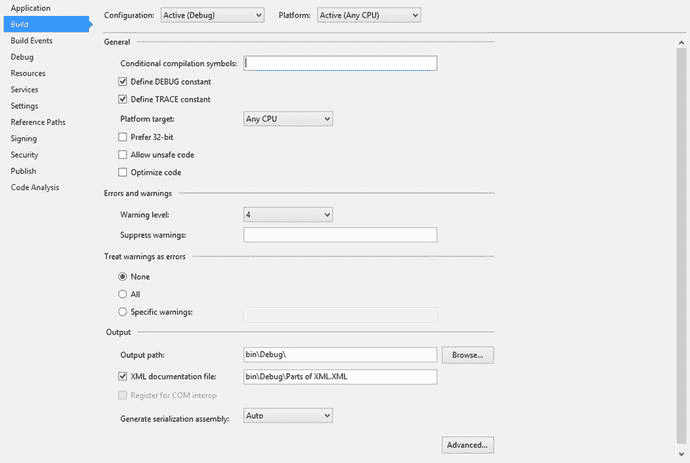 Application
Build
Build Events
Debug
Resources
Services
Settings
Reference Paths
Signing
Security
Publish
Code Analysis
Configuration: Active (Debug) Platform: Active (Any CPU)
General
Conditional compilation symbols:
Define DEBUG constant
Define TRACE constant
Platform target: Any CPU
Prefer 32-bit
Allow unsafe code
Optimize code
Errors and warnings
Warning level: 4
Suppress warnings:
Treat warnings as errors
None
All
Specific warnings:
Output
Output path: bin\Debug\ Browse...
XML documentation file: bin\Debug\Parts of XML.XML
Register for COM interop
Generate serialization assembly: Auto
Advanced...